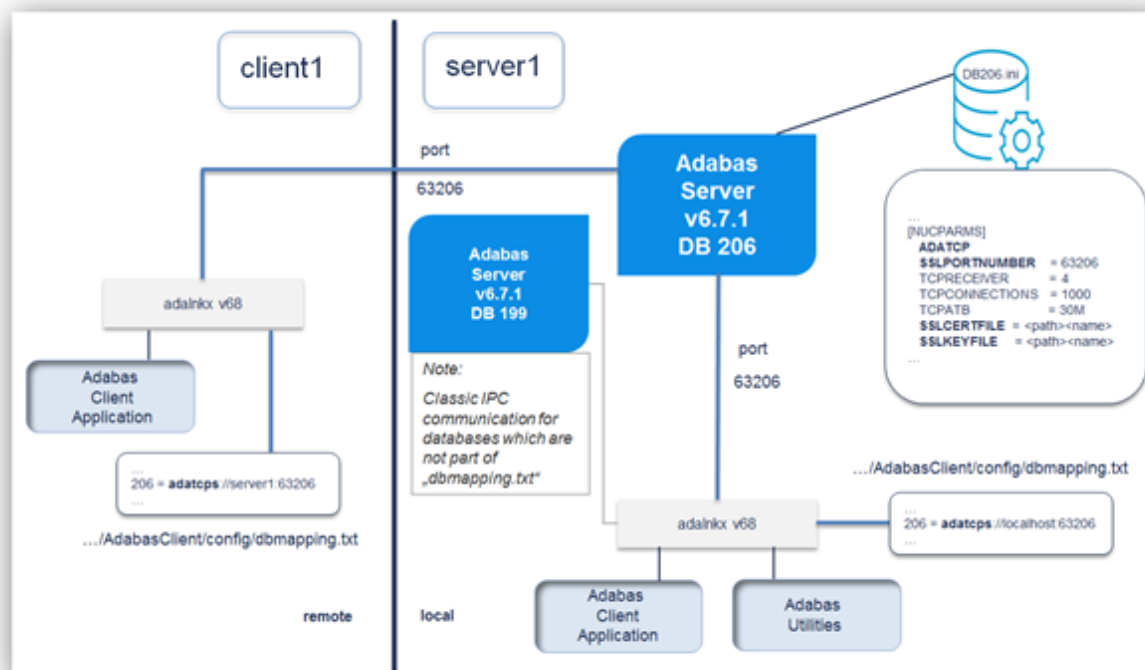 client1
server1
DB206.ini
port
63206
Adabas
Server
v6.7.1
DB 206
Adabas
Server
v6.7.1
DB 199
...
[NUCPARMS]
ADATCP
SSLPORTNUMBER = 63206
TCPRECEIVER = 4
TCPCONNECTIONS = 1000
TCPATB = 30M
SSLCERTFILE = <path><name>
SSLKEYFILE = <path><name>
...
adalnkx v68
Adabas
Client
Application
Note:
Classic IPC
communication for
databases which are
not part of
„dbmapping.txt“
port
63206
...
206 = adatcps://server1:63206
...
…/AdabasClient/config/dbmapping.txt
…/AdabasClient/config/dbmapping.txt
...
206 = adatcps://localhost:63206
...
adalnkx v68
Adabas
Client
Application
Adabas
Utilities
remote
local